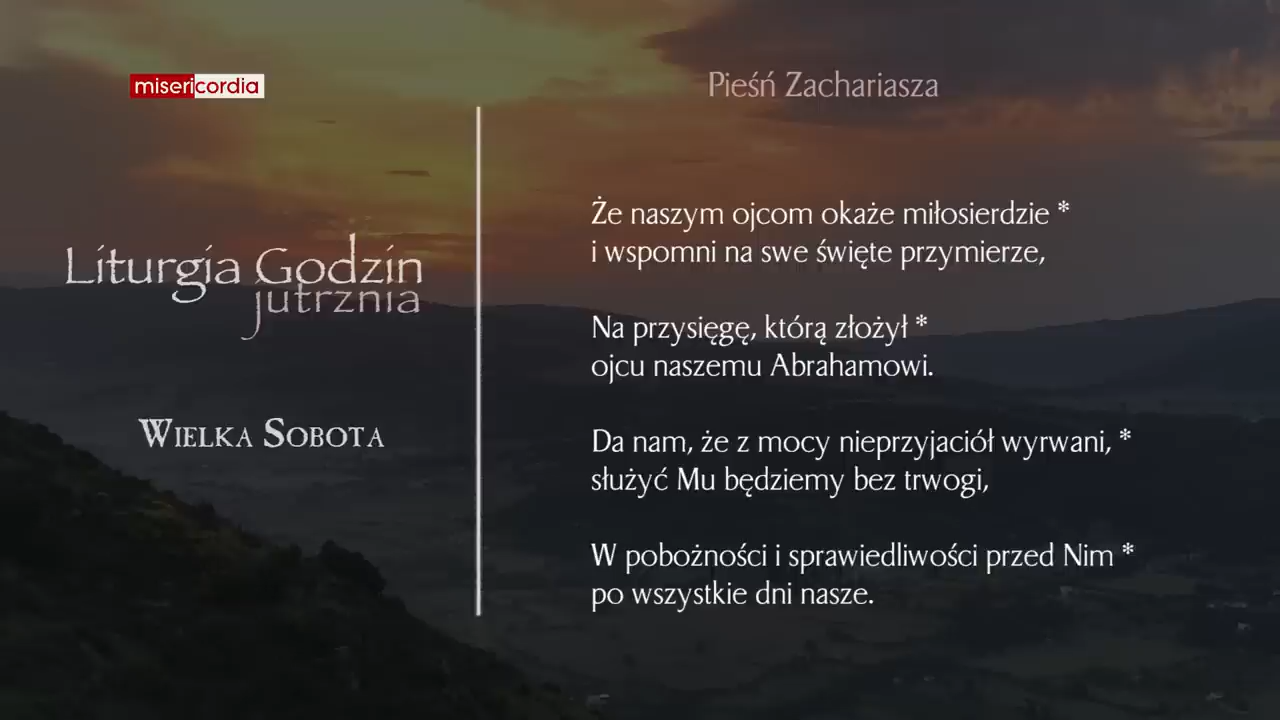 misericordia
Liturgia Godzin
jutrznia
Wielka Sobota
Pieśń Zachariasza
Że naszym ojcom okaże miłosierdzie *
i wspomni na swe święte przymierze,
Na przysięgę, którą złożył *
ojcu naszemu Abrahamowi.
Da nam, że z mocy nieprzyjaciół wyrwani, *
służyć Mu będziemy bez trwogi,
W pobożności i sprawiedliwości przed Nim *
po wszystkie dni nasze.